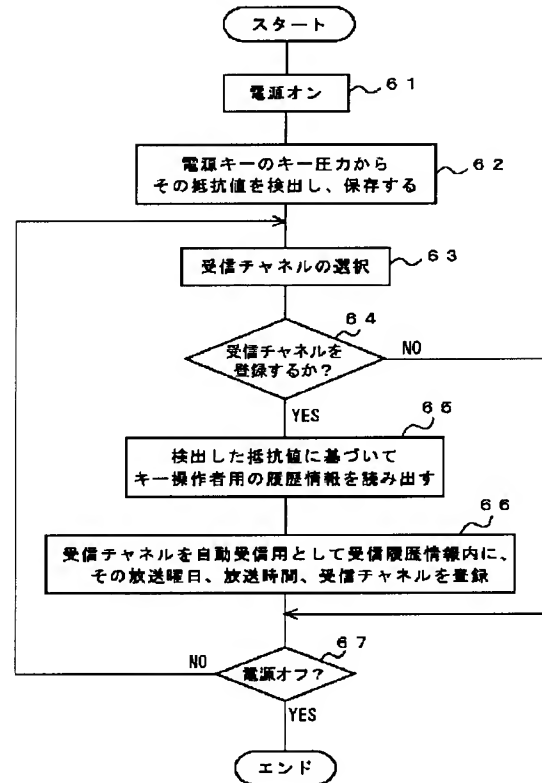 スタート
電源オン
61
電源キーのキー圧力から
その抵抗値を検出し、保存する
62
受信チャネルの選択
63
64
受信チャネルを
登録するか?
NO
YES
65
検出した抵抗値に基づいて
キー操作者用の履歴情報を読み出す
66
受信チャネルを自動受信用として受信履歴情報内に、
その放送曜日、放送時間、受信チャネルを登録
67
NO
電源オフ?
YES
エンド